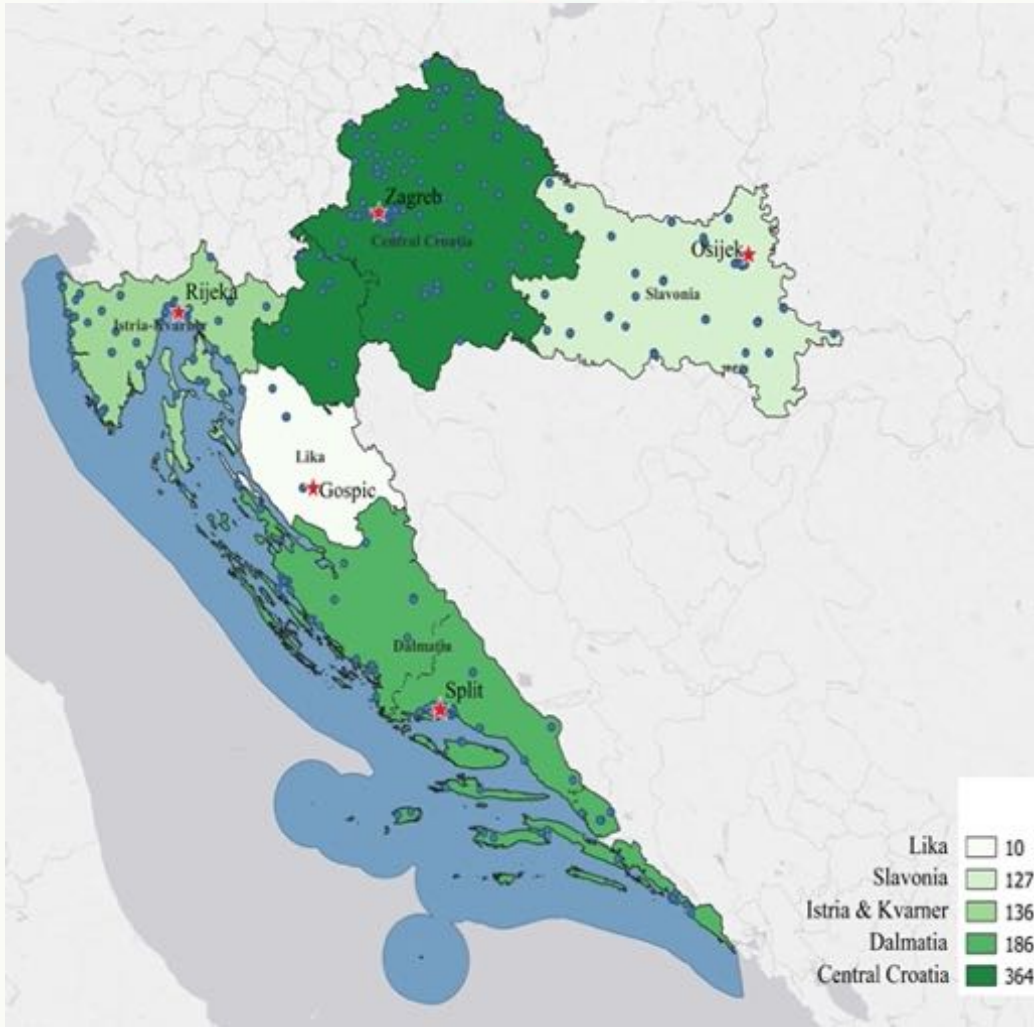 Zagreb
Central Croatia
Osijek
Slavonia
Rijeka
Istria-Kvarner
Lika
Gospic
Dalmatia
Split
Lika 10
Slavonia 127
Istria & Kvarner 136
Dalmatia 186
Central Croatia 364